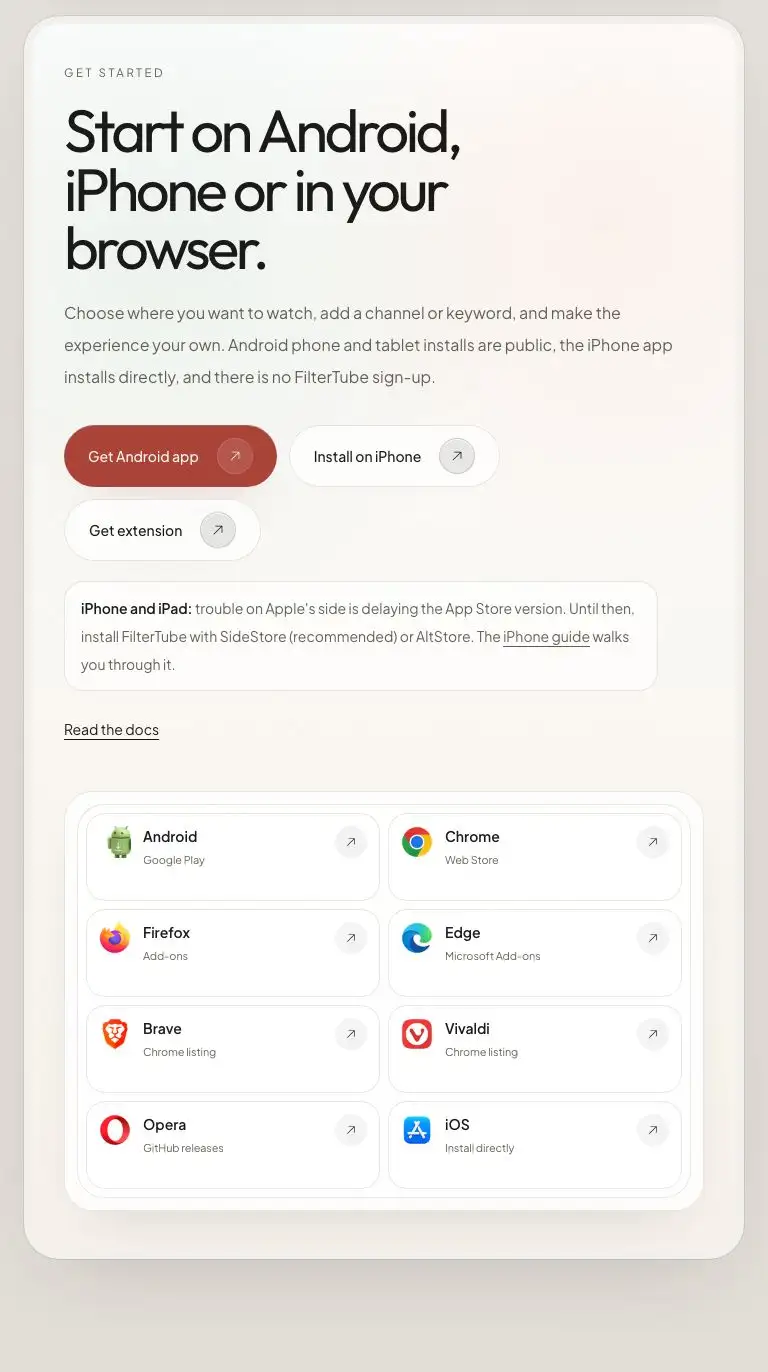 GET STARTED
Start on Android,
iPhone or in your
browser.
Choose where you want to watch, add a channel or keyword, and make the
experience your own. Android phone and tablet installs are public, the iPhone app
installs directly, and there is no FilterTube sign-up.
Get Android app
Install on iPhone
Get extension
iPhone and iPad: trouble on Apple's side is delaying the App Store version. Until then,
install FilterTube with SideStore (recommended) or AltStore. The iPhone guide walks
you through it.
Read the docs
Android
Google Play
Chrome
Web Store
Firefox
Add-ons
Edge
Microsoft Add-ons
Brave
Chrome listing
Vivaldi
Chrome listing
Opera
GitHub releases
iOS
Install directly